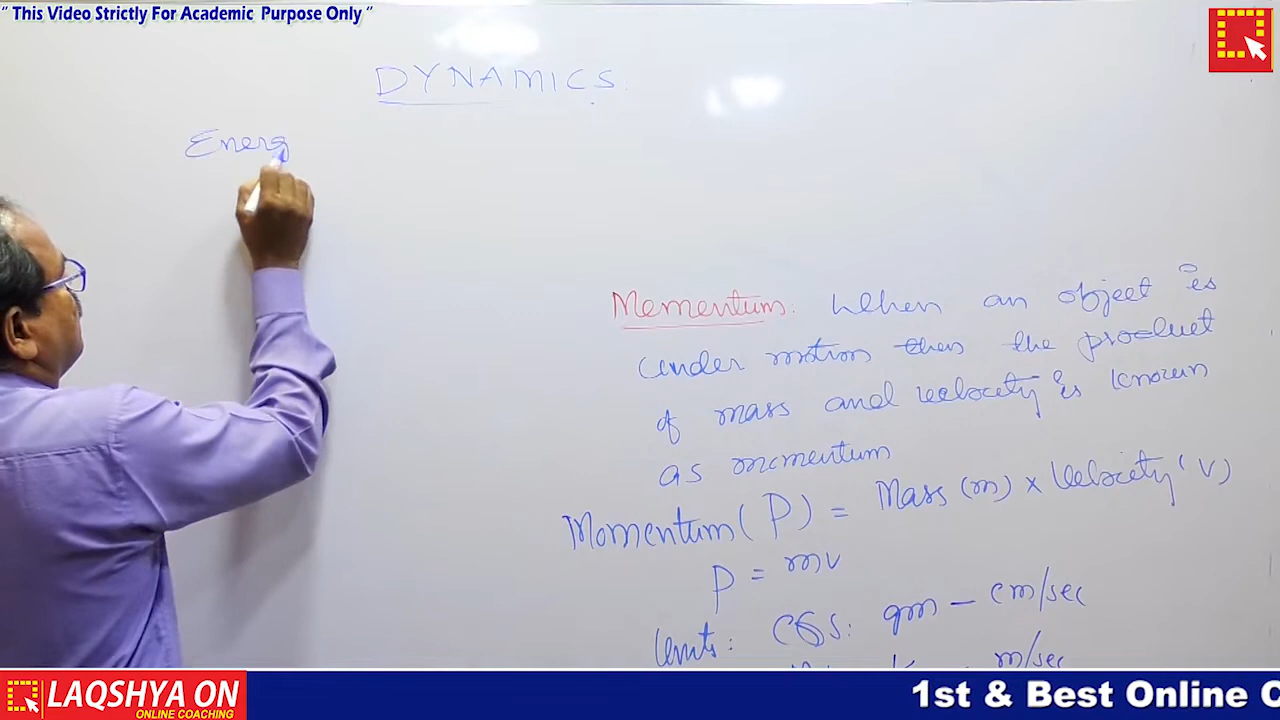 " This Video Strictly For Academic Purpose Only "
DYNAMICS.
Energ
Momentum: When an object is
under motion then the product
of mass and velocity is known
as momentum
Momentum (P) = Mass (m) x Velocity (v)
P = mv
Units: CGS: gm - cm/sec
m/sec
LAQSHYA ON
ONLINE COACHING
1st & Best Online C